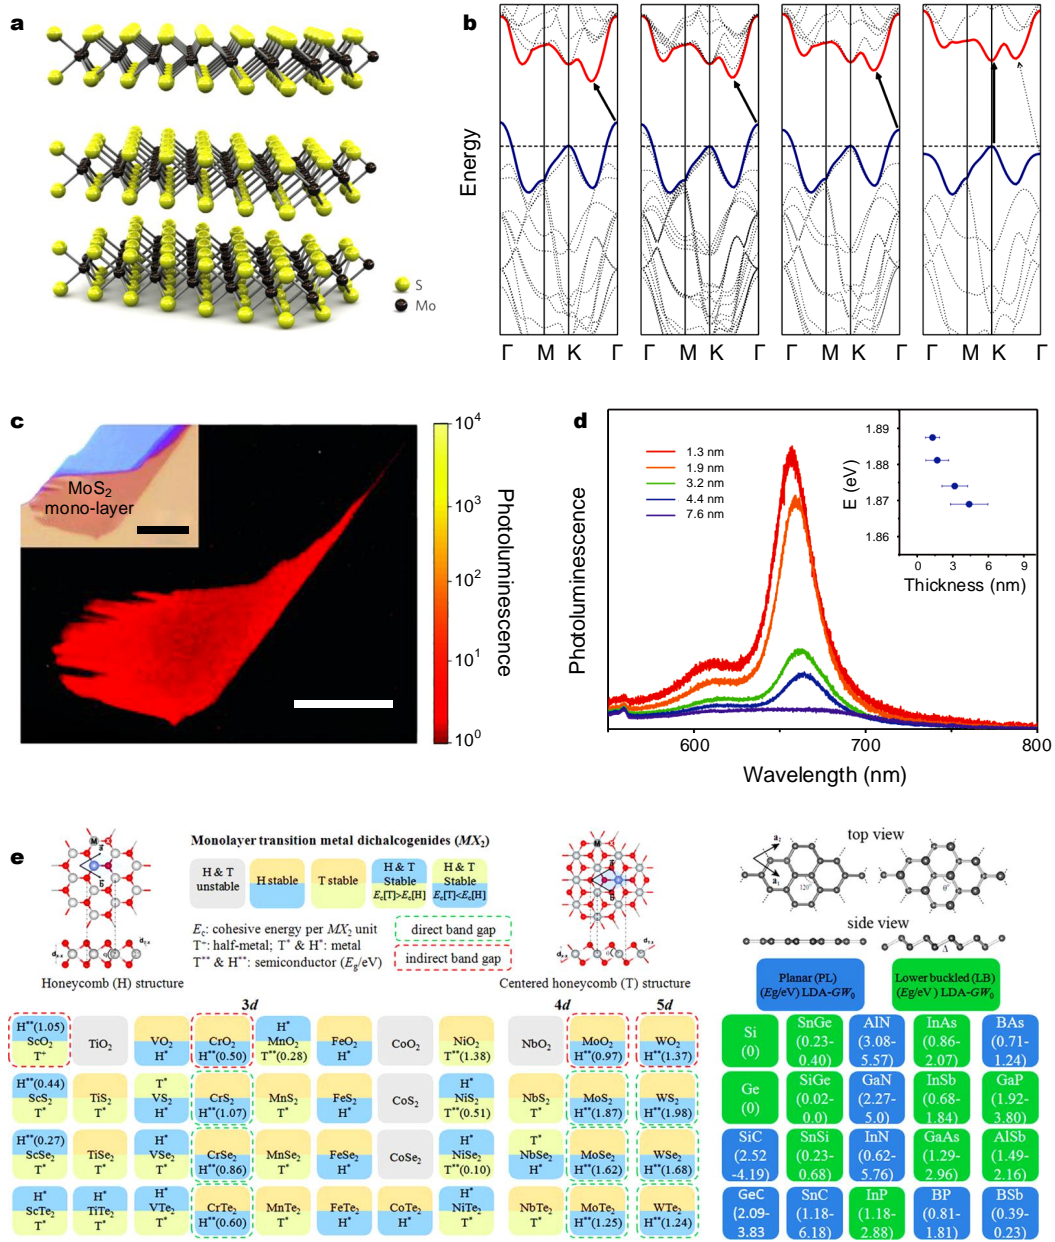 a
S
Mo
b
Energy
Γ M K Γ
Γ M K Γ
Γ M K Γ
Γ M K Γ
c
MoS2
mono-layer
10^4
10^3
10^2
10^1
10^0
Photoluminescence
d
1.3 nm
1.9 nm
3.2 nm
4.4 nm
7.6 nm
Photoluminescence
600 700 800
Wavelength (nm)
1.89
1.88
1.87
1.86
E (eV)
0 3 6 9
Thickness (nm)
e
Monolayer transition metal dichalcogenides (MX2)
H & T
unstable
H stable
T stable
H & T
Stable
Ec[T]>Ec[H]
H & T
Stable
Ec[T]<Ec[H]
Ec: cohesive energy per MX2 unit
T+: half-metal; T* & H*: metal
T** & H**: semiconductor (Eg/eV)
direct band gap
indirect band gap
Honeycomb (H) structure
Centered honeycomb (T) structure
M
M
top view
a2
a1
120°
θ°
side view
Δ
Planar (PL)
(Eg/eV) LDA-GW0
Lower buckled (LB)
(Eg/eV) LDA-GW0
3d
4d
5d
H**(1.05)
ScO2
T+
TiO2
VO2
H*
CrO2
H**(0.50)
H*
MnO2
T**(0.28)
FeO2
H*
CoO2
NiO2
T**(1.38)
NbO2
MoO2
H**(0.97)
WO2
H**(1.37)
H**(0.44)
ScS2
T*
TiS2
T*
T*
VS2
H*
CrS2
H**(1.07)
MnS2
T*
FeS2
H*
CoS2
H*
NiS2
T**(0.51)
NbS2
T*
MoS2
H**(1.87)
WS2
H**(1.98)
H**(0.27)
ScSe2
T*
TiSe2
T*
H*
VSe2
T*
CrSe2
H**(0.86)
MnSe2
T*
FeSe2
H*
CoSe2
H*
NiSe2
T**(0.10)
T*
NbSe2
H*
MoSe2
H**(1.62)
WSe2
H**(1.68)
H*
ScTe2
T*
H*
TiTe2
T*
H*
VTe2
T*
CrTe2
H**(0.60)
MnTe2
T*
FeTe2
H*
CoTe2
H*
H*
NiTe2
T*
NbTe2
T*
MoTe2
H**(1.25)
WTe2
H**(1.24)
Si
(0)
SnGe
(0.23-
0.40)
AlN
(3.08-
5.57)
InAs
(0.86-
2.07)
BAs
(0.71-
1.24)
Ge
(0)
SiGe
(0.02-
0.0)
GaN
(2.27-
5.0)
InSb
(0.68-
1.84)
GaP
(1.92-
3.80)
SiC
(2.52
-4.19)
SnSi
(0.23-
0.68)
InN
(0.62-
5.76)
GaAs
(1.29-
2.96)
AlSb
(1.49-
2.16)
GeC
(2.09-
3.83
SnC
(1.18-
6.18)
InP
(1.18-
2.88)
BP
(0.81-
1.81)
BSb
(0.39-
0.23)